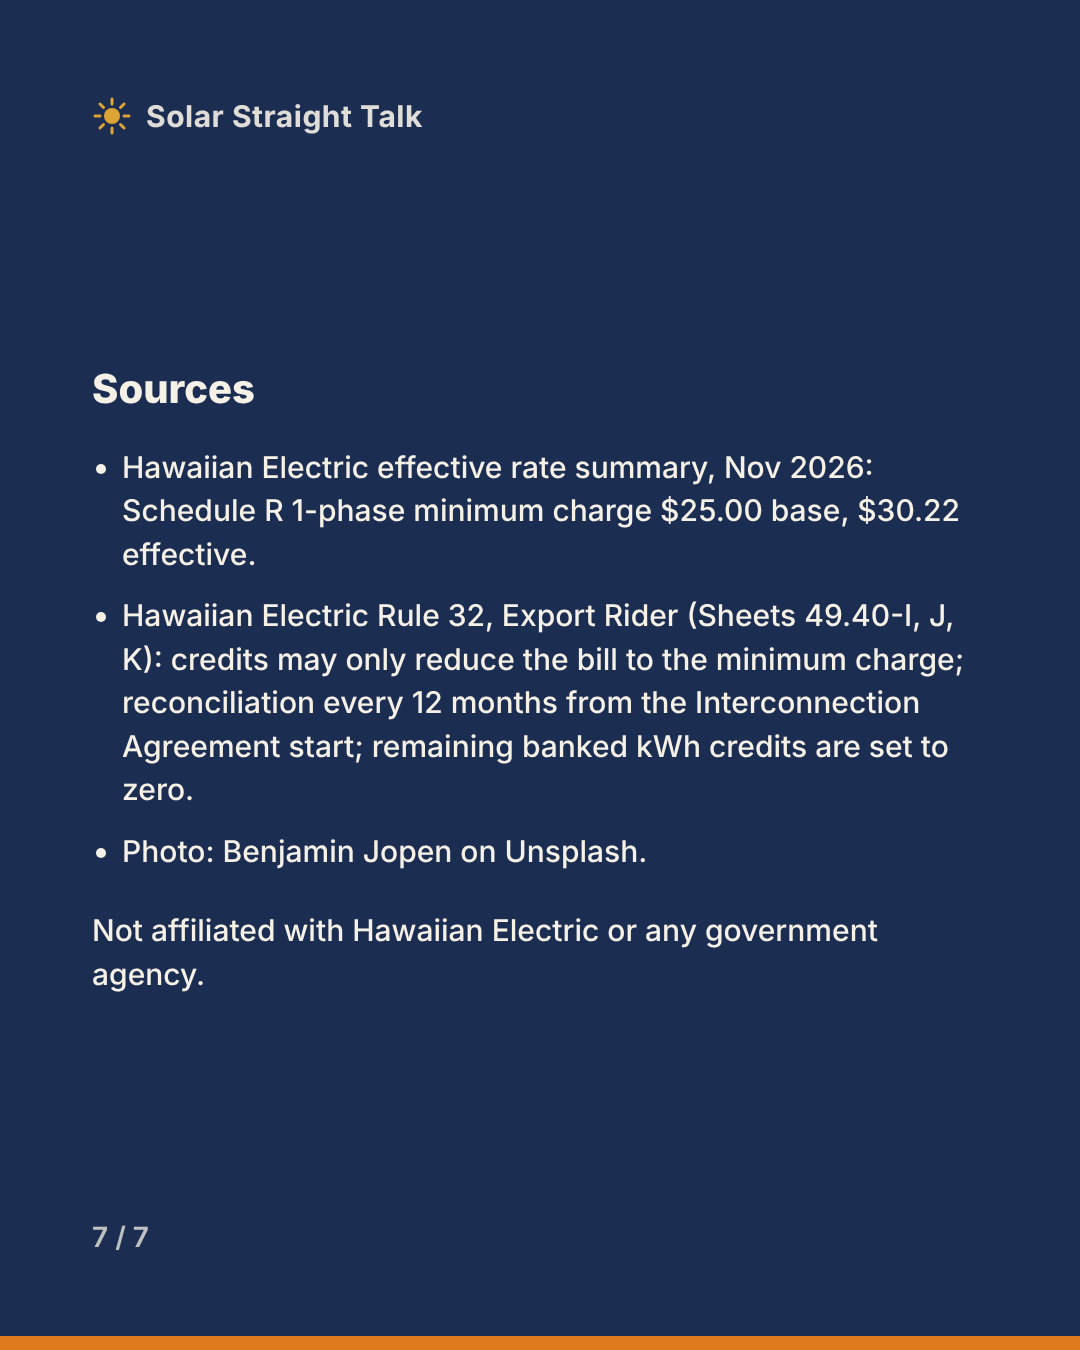 Solar Straight Talk
Sources
• Hawaiian Electric effective rate summary, Nov 2026:
Schedule R 1-phase minimum charge $25.00 base, $30.22
effective.
• Hawaiian Electric Rule 32, Export Rider (Sheets 49.40-I, J,
K): credits may only reduce the bill to the minimum charge;
reconciliation every 12 months from the Interconnection
Agreement start; remaining banked kWh credits are set to
zero.
• Photo: Benjamin Jopen on Unsplash.
Not affiliated with Hawaiian Electric or any government
agency.
7 / 7